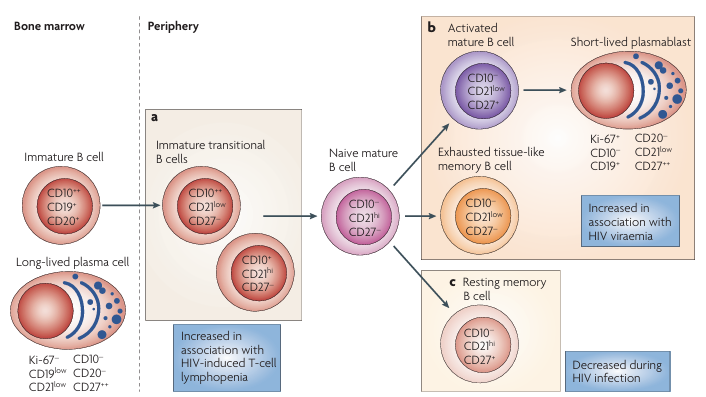 Bone marrow
Periphery
Immature B cell
CD10⁺⁺
CD19⁺
CD20⁺
Long-lived plasma cell
Ki-67⁻ CD10⁻
CD19ˡᵒʷ CD20⁻
CD21ˡᵒʷ CD27⁺⁺
a
Immature transitional
B cells
CD10⁺⁺
CD21ˡᵒʷ
CD27⁻
CD10⁺
CD21ʰⁱ
CD27⁻
Increased in
association with
HIV-induced T-cell
lymphopenia
Naive mature
B cell
CD10⁻
CD21ʰⁱ
CD27⁻
b
Activated
mature B cell
CD10⁻
CD21ˡᵒʷ
CD27⁺
Short-lived plasmablast
Ki-67⁺ CD20⁻
CD10⁻ CD21ˡᵒʷ
CD19⁺ CD27⁺⁺
Exhausted tissue-like
memory B cell
CD10⁻
CD21ˡᵒʷ
CD27⁻
Increased in
association with
HIV viraemia
c Resting memory
B cell
CD10⁻
CD21ʰⁱ
CD27⁺
Decreased during
HIV infection